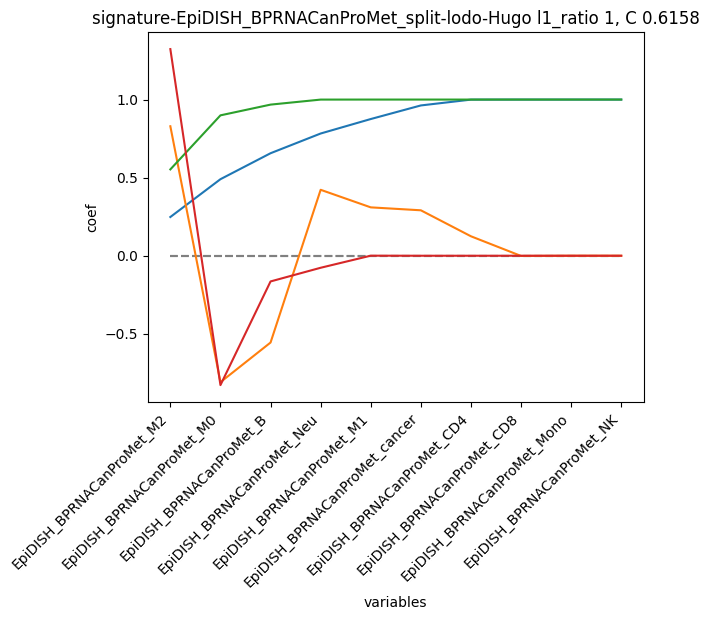 signature-EpiDISH_BPRNACanProMet_split-lodo-Hugo l1_ratio 1, C 0.6158
1.0
0.5
0.0
−0.5
coef
EpiDISH_BPRNACanProMet_M2
EpiDISH_BPRNACanProMet_M0
EpiDISH_BPRNACanProMet_B
EpiDISH_BPRNACanProMet_Neu
EpiDISH_BPRNACanProMet_M1
EpiDISH_BPRNACanProMet_cancer
EpiDISH_BPRNACanProMet_CD4
EpiDISH_BPRNACanProMet_CD8
EpiDISH_BPRNACanProMet_Mono
EpiDISH_BPRNACanProMet_NK
variables